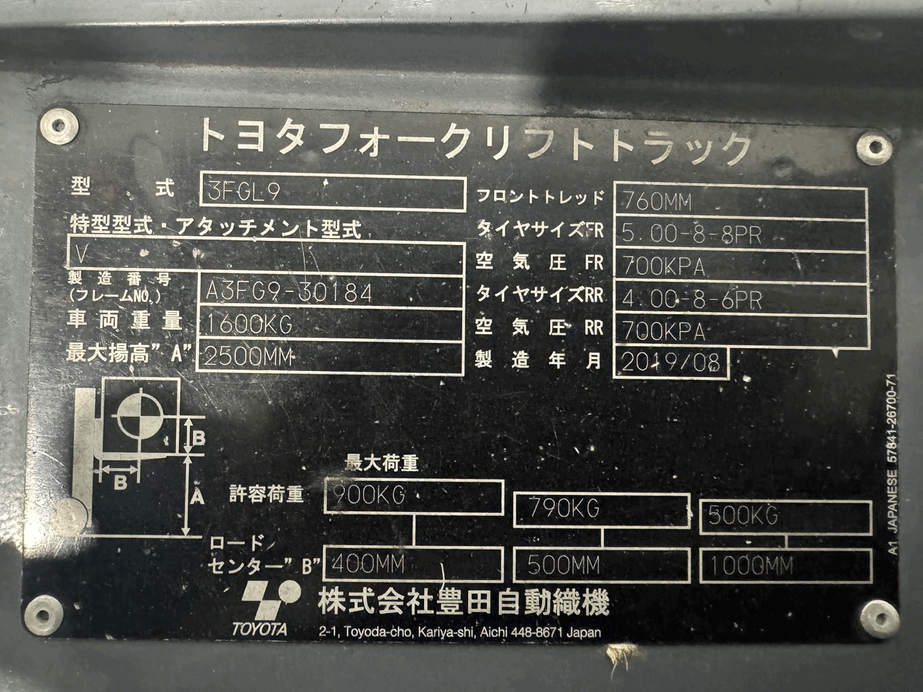 トヨタフォークリフトトラック
型式 3FGL9
特型型式・アタッチメント型式
V
製造番号
(フレームNO.) A3FG9-30184
車両重量 1600KG
最大揚高"A" 2500MM
フロントトレッド 760MM
タイヤサイズFR 5.00-8-8PR
空気圧 FR 700KPA
タイヤサイズRR 4.00-8-6PR
空気圧 RR 700KPA
製造年月 2019/08
B
B
A
最大荷重
許容荷重 900KG 790KG 500KG
ロード
センター"B" 400MM 500MM 1000MM
TOYOTA
株式会社豊田自動織機
2-1, Toyoda-cho, Kariya-shi, Aichi 448-8671 Japan
A1 JAPANESE 57841-26700-71